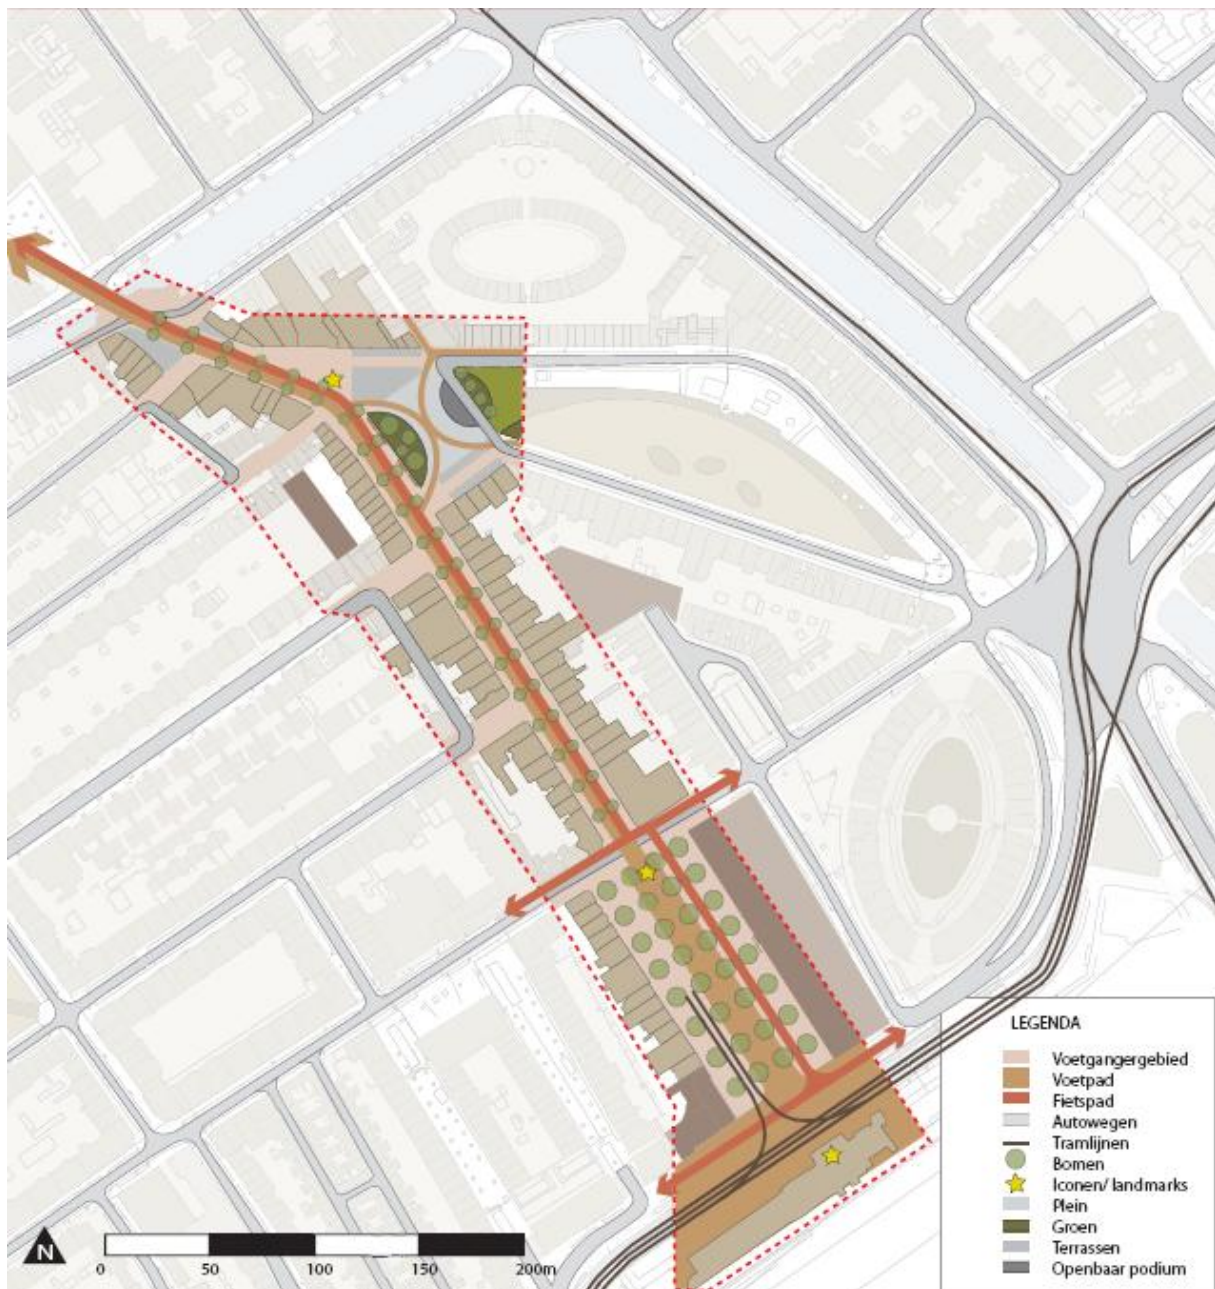 LEGENDA
Voetgangergebied
Voetpad
Fietspad
Autowegen
Tramlijnen
Bomen
Iconen/ landmarks
Plein
Groen
Terrassen
Openbaar podium
N
0 50 100 150 200m